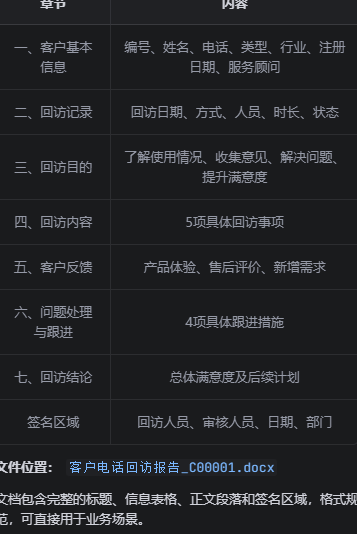 章节 内容
一、客户基本 编号、姓名、电话、类型、行业、注册
信息 日期、服务顾问
二、回访记录 回访日期、方式、人员、时长、状态
三、回访目的 了解使用情况、收集意见、解决问题、
提升满意度
四、回访内容 5项具体回访事项
五、客户反馈 产品体验、售后评价、新增需求
六、问题处理 4项具体跟进措施
与跟进
七、回访结论 总体满意度及后续计划
签名区域 回访人员、审核人员、日期、部门
文件位置： 客户电话回访报告_C00001.docx
文档包含完整的标题、信息表格、正文段落和签名区域，格式规
范，可直接用于业务场景。